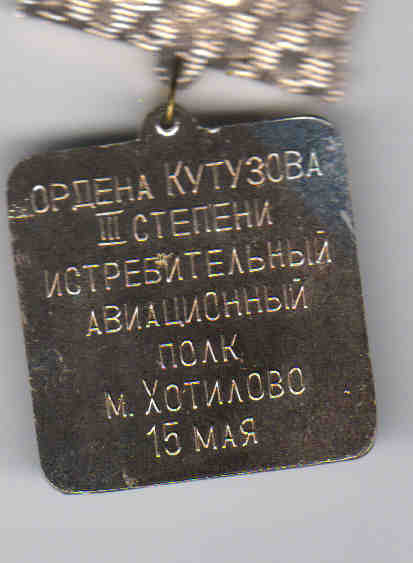 ОРДЕНА КУТУЗОВА
III СТЕПЕНИ
ИСТРЕБИТЕЛЬНЫЙ
АВИАЦИОННЫЙ
ПОЛК
М. ХОТИЛОВО
15 МАЯ